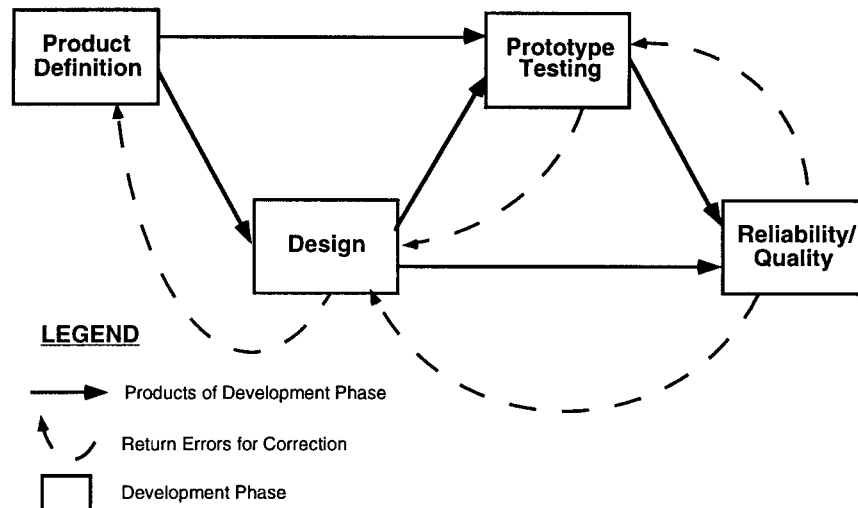 Product
Definition
Prototype
Testing
Design
Reliability/
Quality
LEGEND
Products of Development Phase
Return Errors for Correction
Development Phase